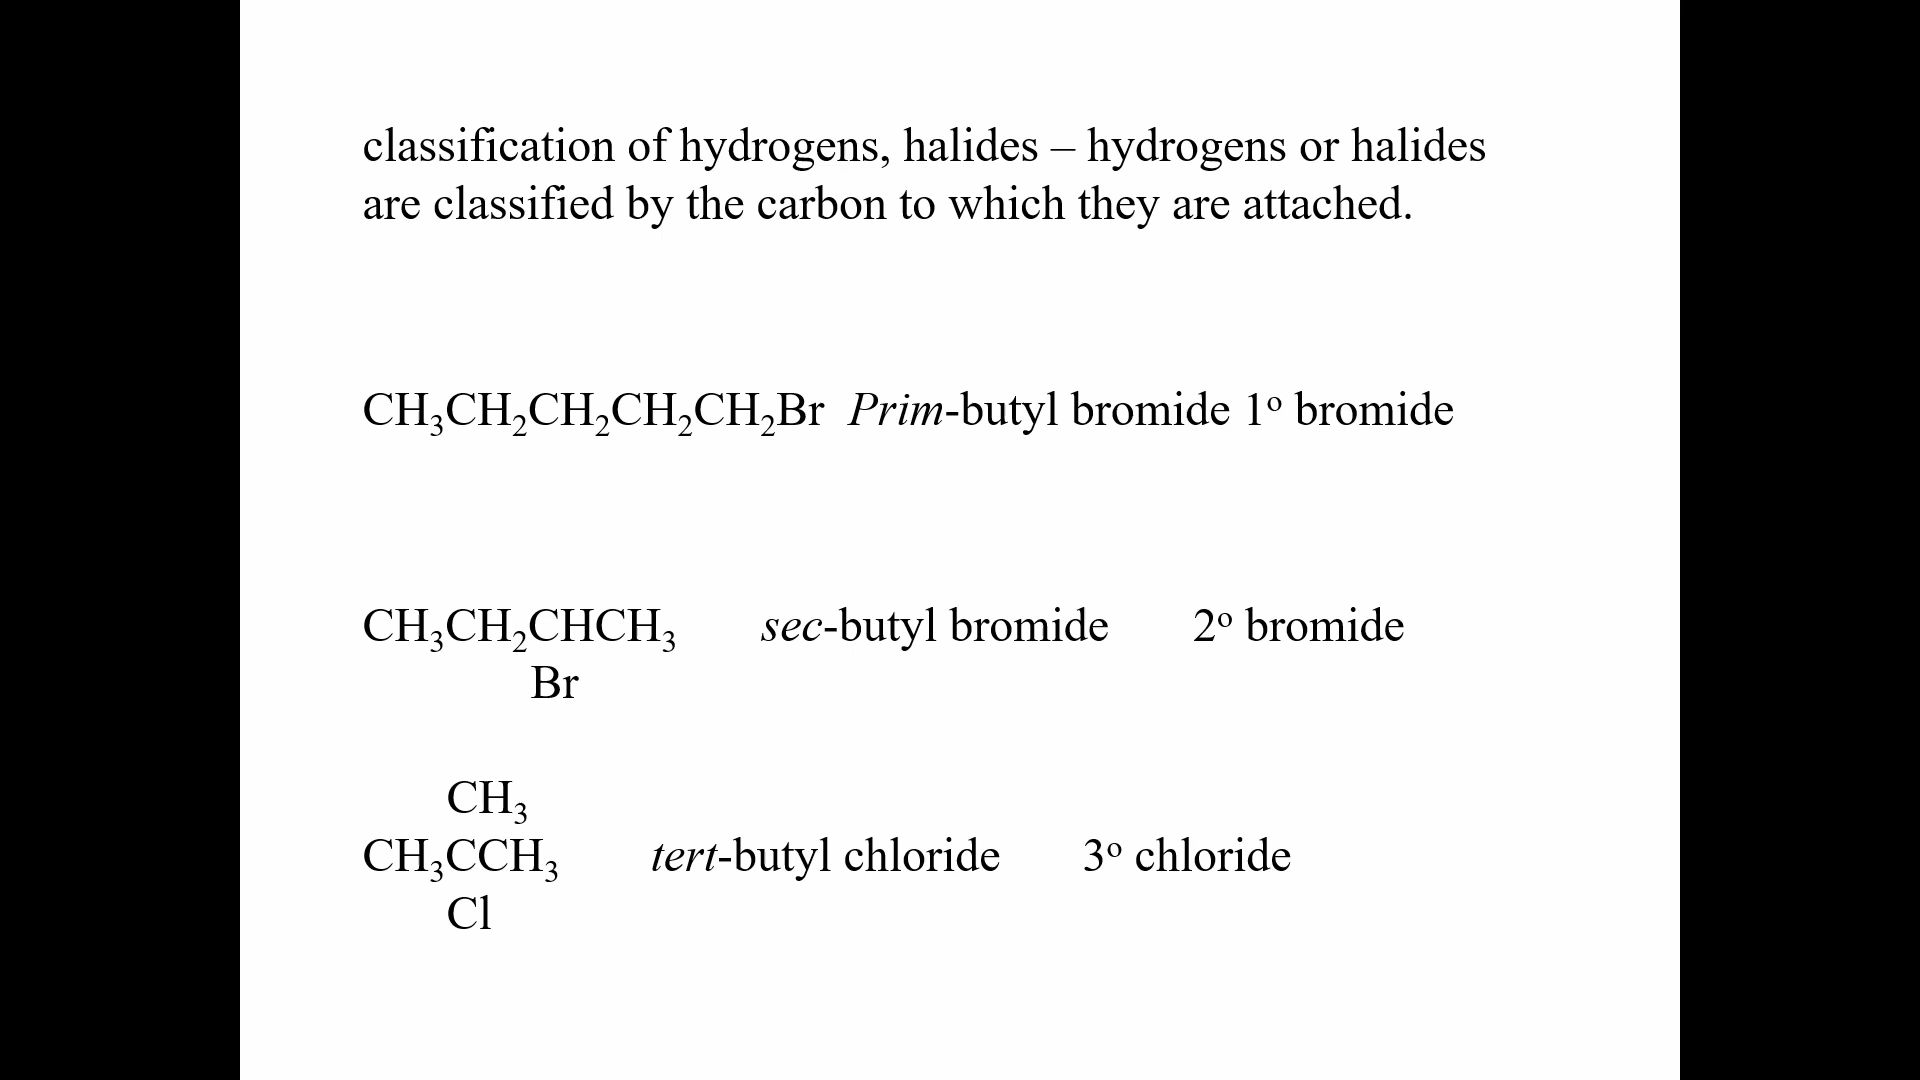 classification of hydrogens, halides – hydrogens or halides
are classified by the carbon to which they are attached.
CH₃CH₂CH₂CH₂CH₂Br Prim-butyl bromide 1º bromide
CH₃CH₂CHCH₃ sec-butyl bromide 2º bromide
Br
CH₃
CH₃CCH₃ tert-butyl chloride 3º chloride
Cl